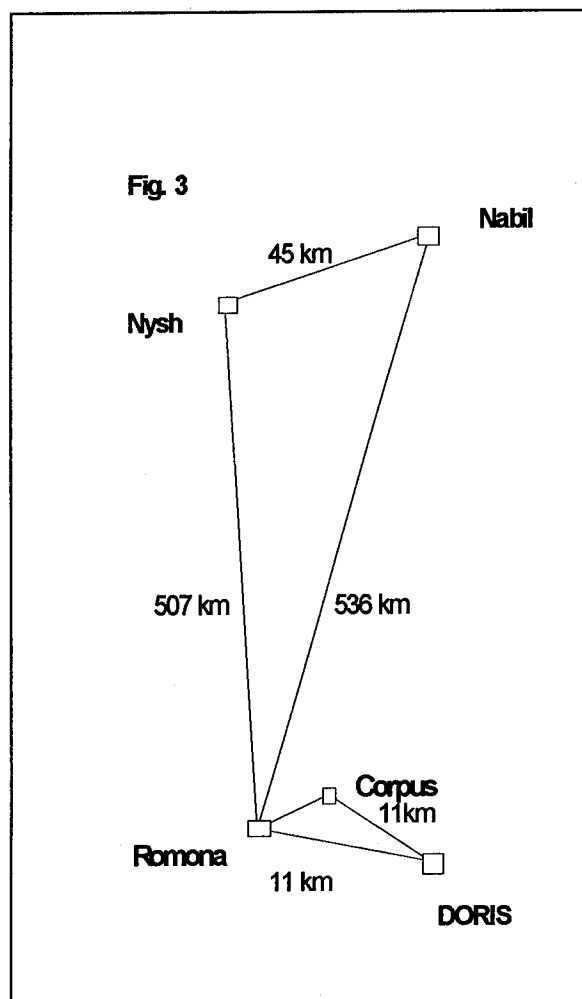 Fig. 3
Nabil
45 km
Nysh
507 km
536 km
Corpus
11km
Romona
11 km
DORIS